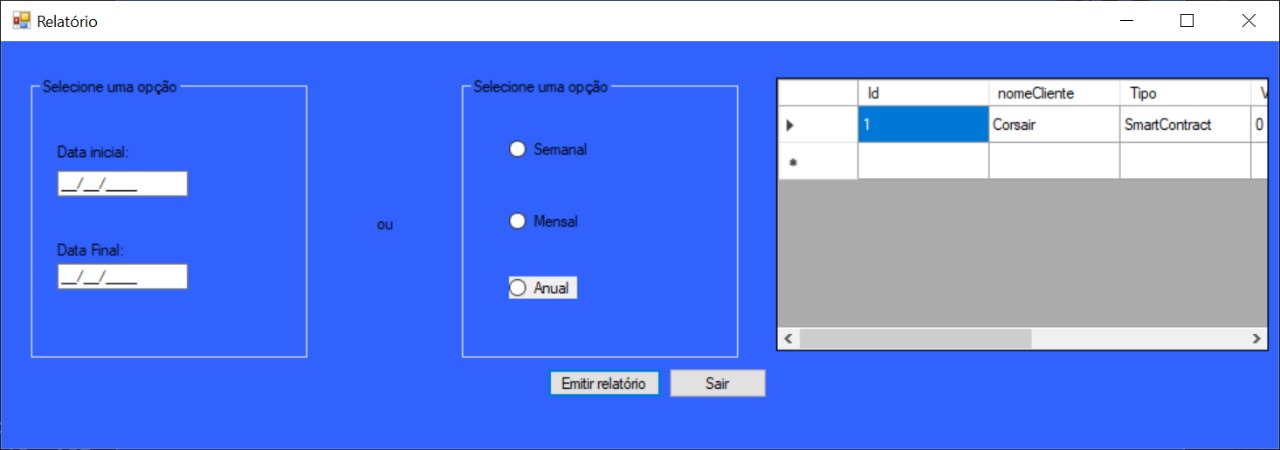 Relatório
Selecione uma opção
Data inicial:
__/__/____
Data Final:
__/__/____
ou
Selecione uma opção
Semanal
Mensal
Anual
Id nomeCliente Tipo V
1 Corsair SmartContract 0
Emitir relatório Sair